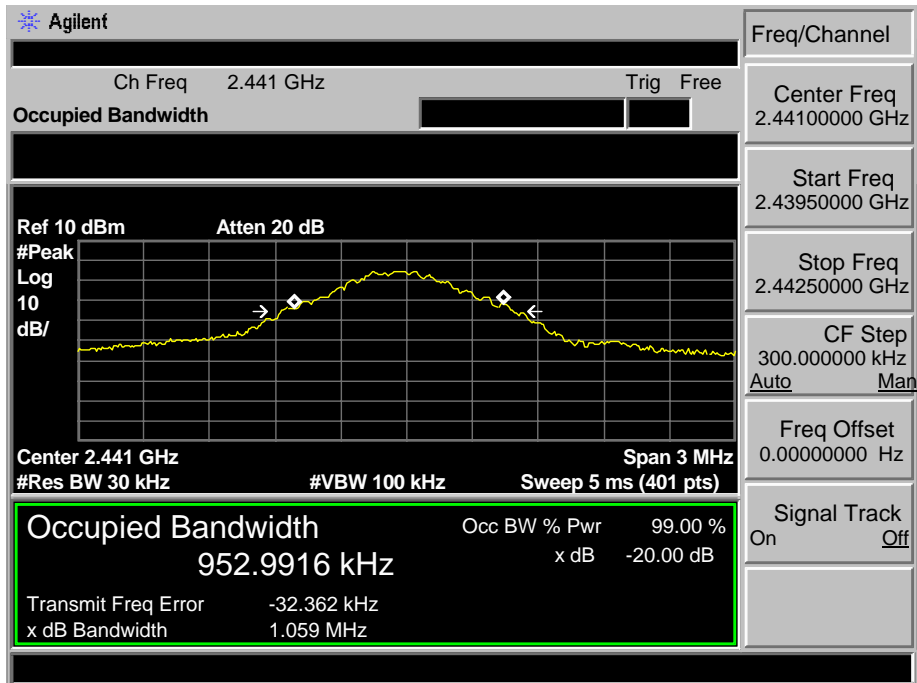 Agilent
Freq/Channel
Ch Freq 2.441 GHz Trig Free
Occupied Bandwidth
Center Freq
2.44100000 GHz
Start Freq
2.43950000 GHz
Ref 10 dBm Atten 20 dB
#Peak
Log
10
dB/
Stop Freq
2.44250000 GHz
CF Step
300.000000 kHz
Auto Man
Freq Offset
0.00000000 Hz
Center 2.441 GHz Span 3 MHz
#Res BW 30 kHz #VBW 100 kHz Sweep 5 ms (401 pts)
Signal Track
On Off
Occupied Bandwidth Occ BW % Pwr 99.00 %
952.9916 kHz x dB -20.00 dB
Transmit Freq Error -32.362 kHz
x dB Bandwidth 1.059 MHz